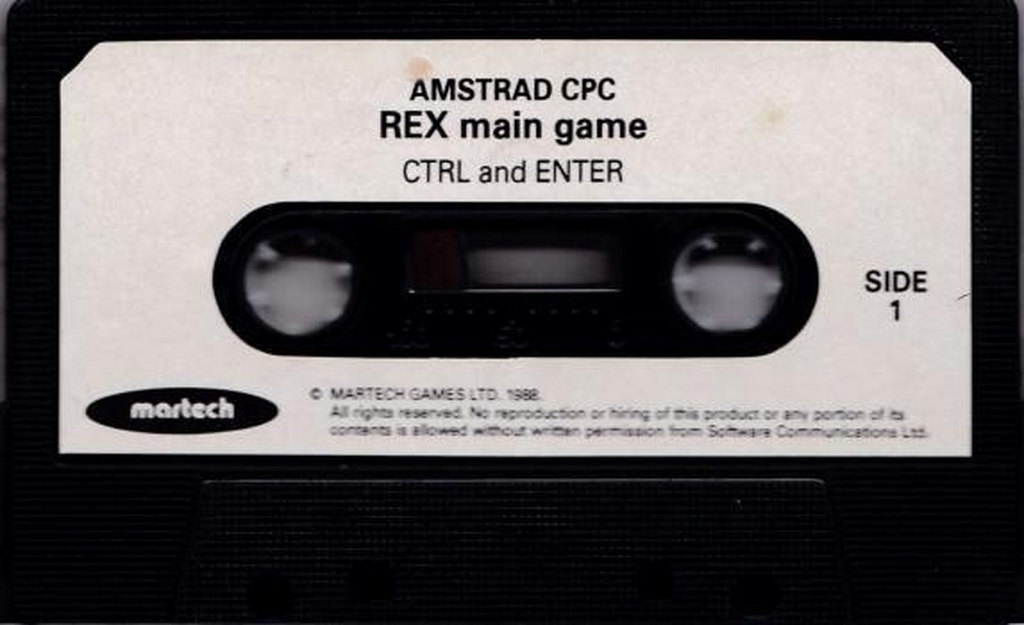 AMSTRAD CPC
REX main game
CTRL and ENTER
SIDE
1
martech
© MARTECH GAMES LTD. 1988.
All rights reserved. No reproduction or hiring of this product or any portion of its
contents is allowed without written permission from Software Communications Ltd.